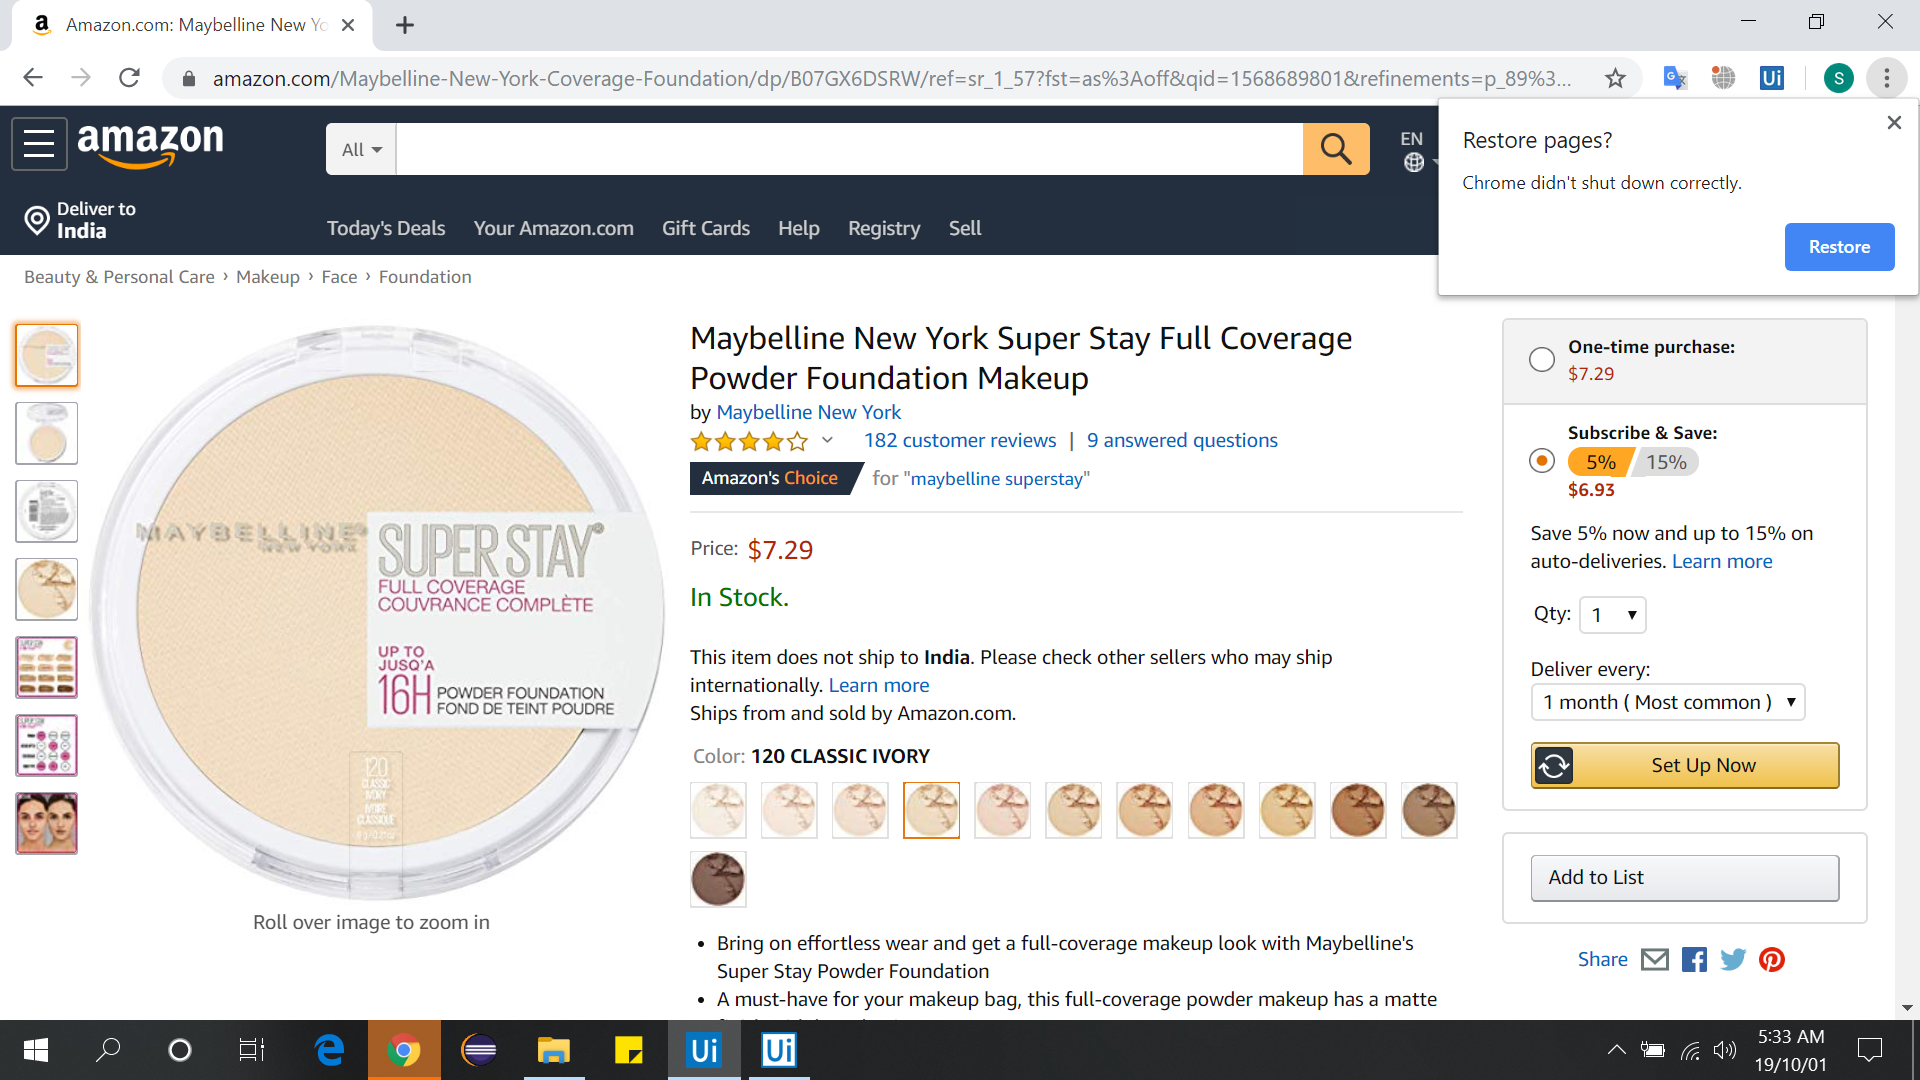 Amazon.com: Maybelline New Yo
amazon.com/Maybelline-New-York-Coverage-Foundation/dp/B07GX6DSRW/ref=sr_1_57?fst=as%3Aoff&qid=1568689801&refinements=p_89%3...
Ui
S
amazon
All
EN
Restore pages?
Chrome didn't shut down correctly.
Restore
Deliver to
India
Today's Deals Your Amazon.com Gift Cards Help Registry Sell
Beauty & Personal Care › Makeup › Face › Foundation
MAYBELLINE
NEW YORK
SUPER STAY®
FULL COVERAGE
COUVRANCE COMPLÈTE
UP TO
JUSQ'A
16H POWDER FOUNDATION
FOND DE TEINT POUDRE
120
CLASSIC
IVORY
IVOIRE
CLASSIQUE
Roll over image to zoom in
Maybelline New York Super Stay Full Coverage
Powder Foundation Makeup
by Maybelline New York
182 customer reviews | 9 answered questions
Amazon's Choice for "maybelline superstay"
Price: $7.29
In Stock.
This item does not ship to India. Please check other sellers who may ship
internationally. Learn more
Ships from and sold by Amazon.com.
Color: 120 CLASSIC IVORY
• Bring on effortless wear and get a full-coverage makeup look with Maybelline's
Super Stay Powder Foundation
• A must-have for your makeup bag, this full-coverage powder makeup has a matte
One-time purchase:
$7.29
Subscribe & Save:
5% 15%
$6.93
Save 5% now and up to 15% on
auto-deliveries. Learn more
Qty: 1
Deliver every:
1 month ( Most common )
Set Up Now
Add to List
Share
Ui Ui
5:33 AM
19/10/01